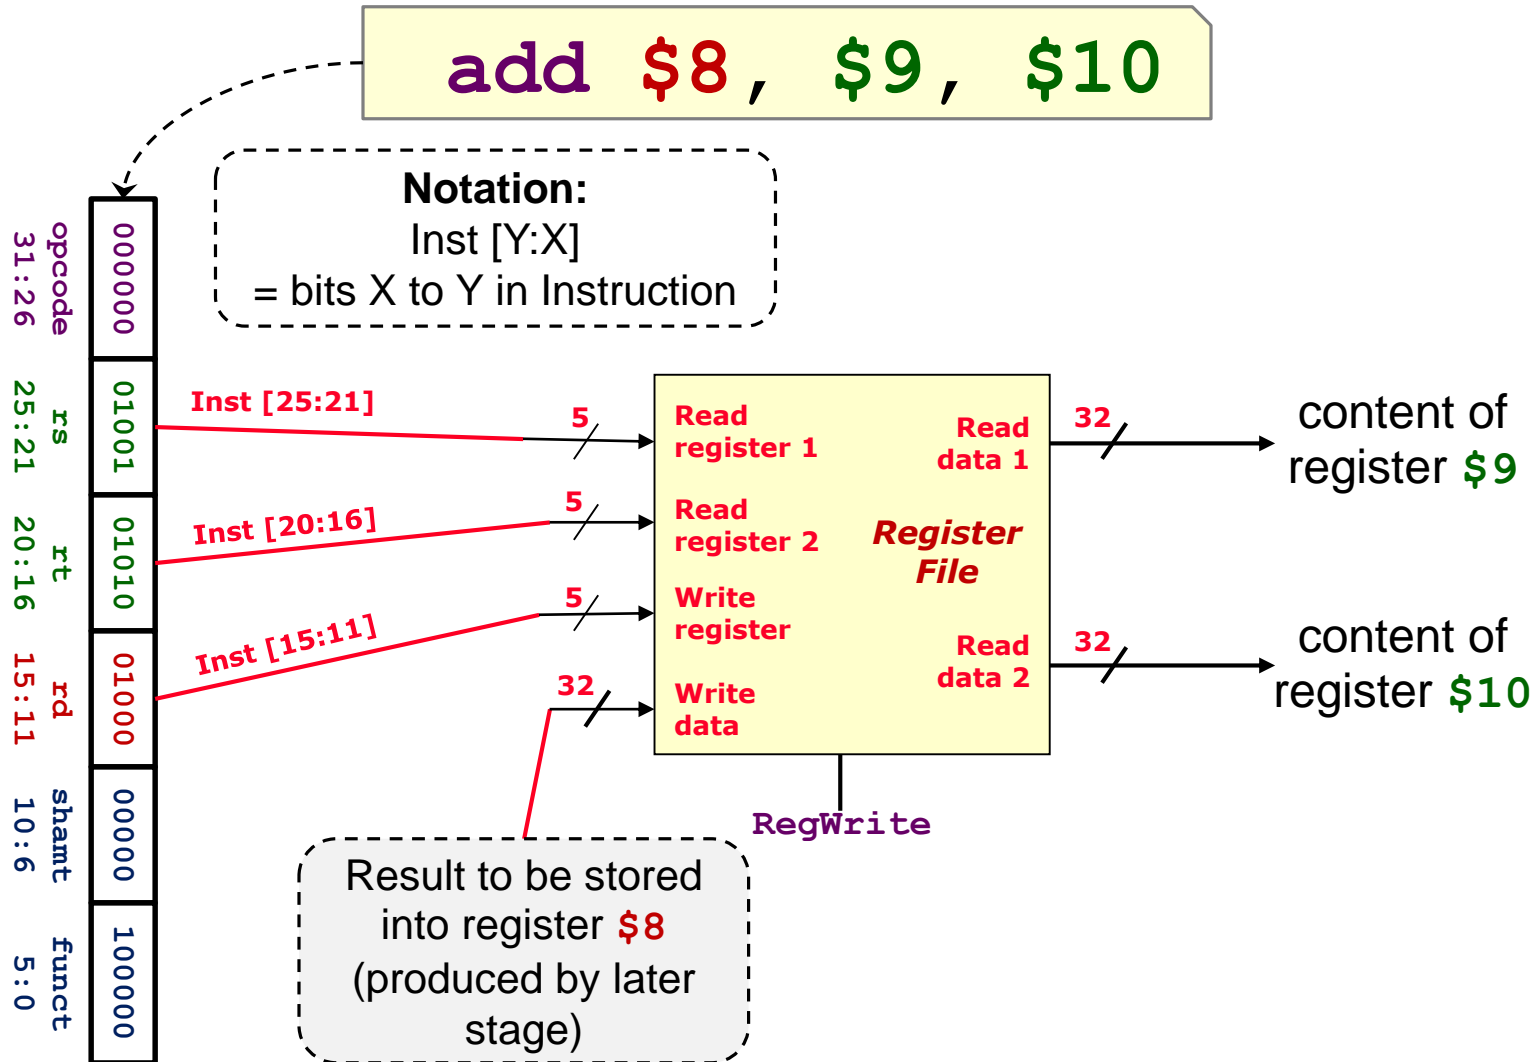 add $8, $9, $10
Notation:
Inst [Y:X]
= bits X to Y in Instruction
opcode
31:26
000000
rs
25:21
01001
rt
20:16
01010
rd
15:11
01000
shamt
10:6
00000
funct
5:0
100000
Inst [25:21]
Inst [20:16]
Inst [15:11]
5
5
5
32
Read
register 1
Read
register 2
Write
register
Write
data
Register
File
Read
data 1
Read
data 2
RegWrite
32
32
content of
register $9
content of
register $10
Result to be stored
into register $8
(produced by later
stage)